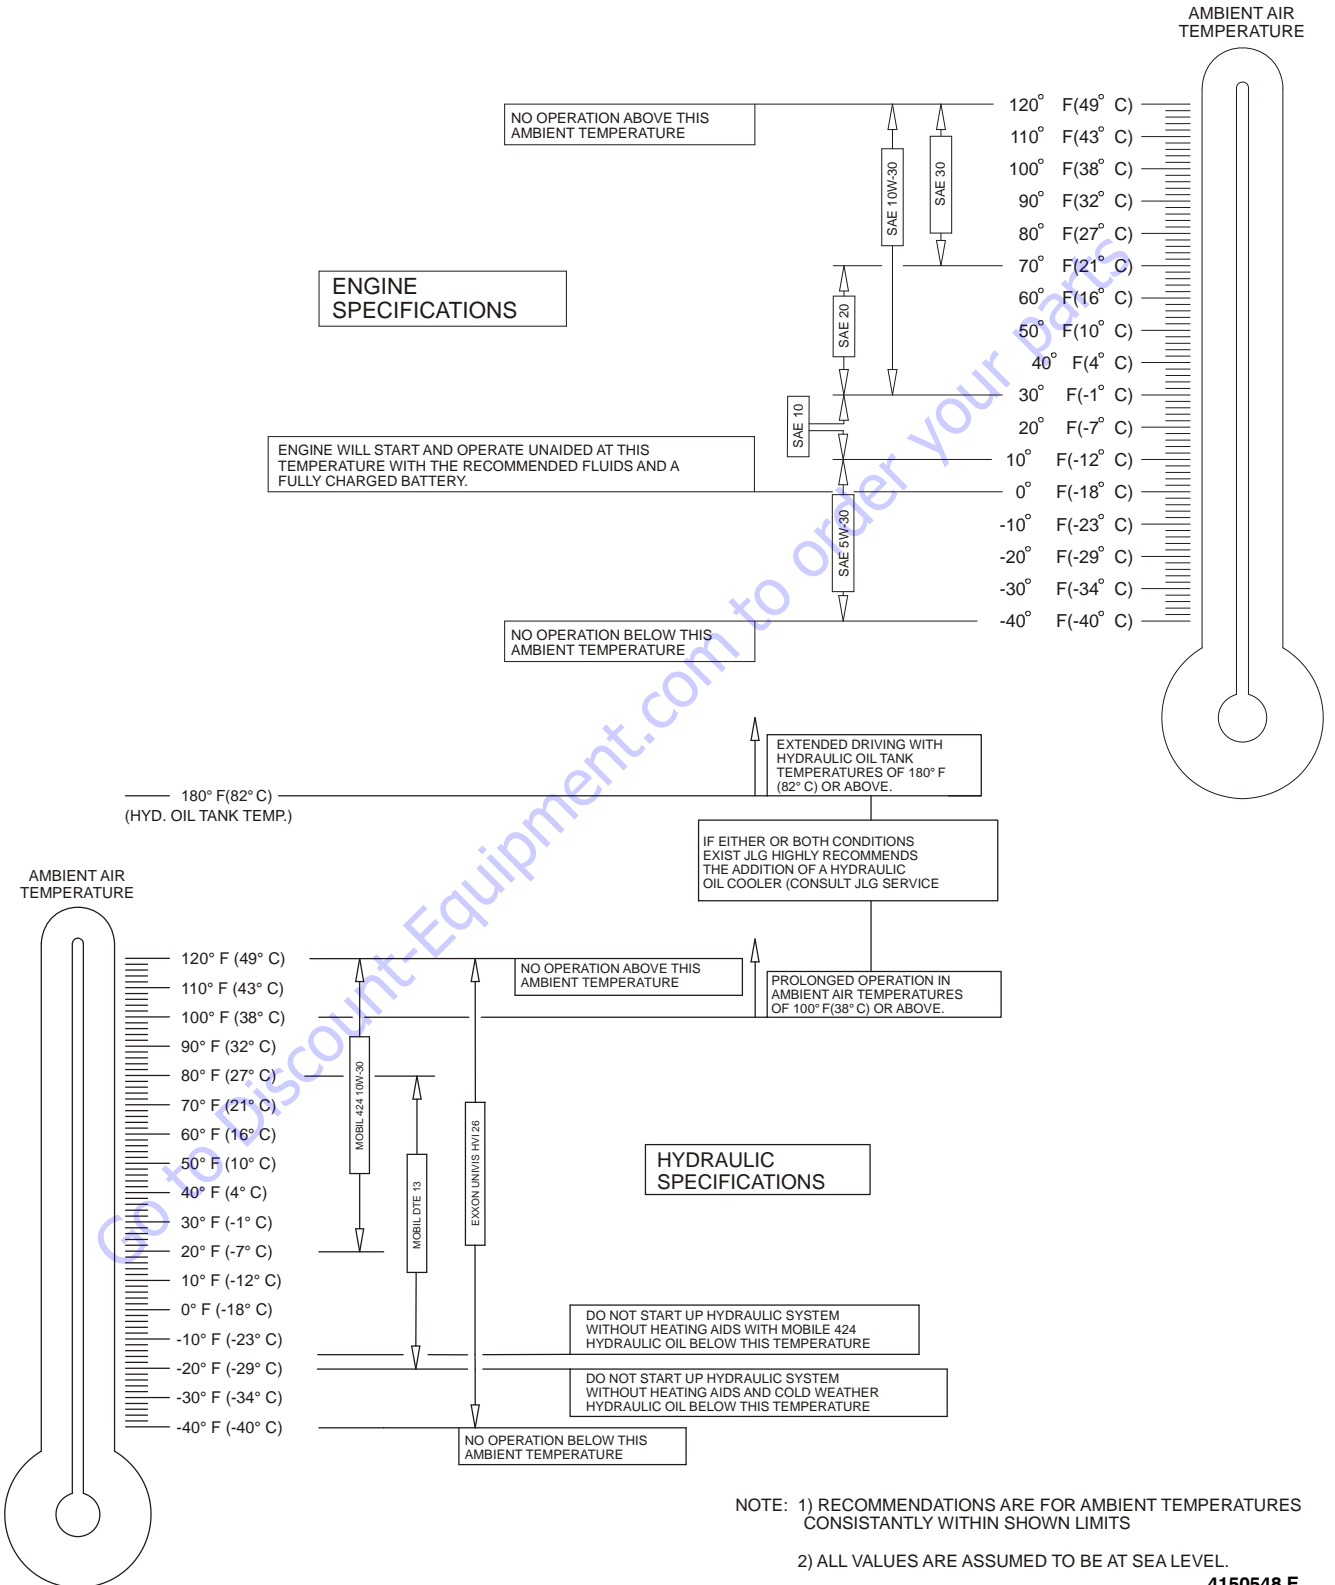 AMBIENT AIR
TEMPERATURE
NO OPERATION ABOVE THIS
AMBIENT TEMPERATURE
120° F(49° C)
110° F(43° C)
100° F(38° C)
90° F(32° C)
80° F(27° C)
70° F(21° C)
60° F(16° C)
50° F(10° C)
40° F(4° C)
30° F(-1° C)
20° F(-7° C)
10° F(-12° C)
0° F(-18° C)
-10° F(-23° C)
-20° F(-29° C)
-30° F(-34° C)
-40° F(-40° C)
SAE 10W-30
SAE 30
SAE 20
SAE 10
SAE 5W-30
ENGINE
SPECIFICATIONS
ENGINE WILL START AND OPERATE UNAIDED AT THIS
TEMPERATURE WITH THE RECOMMENDED FLUIDS AND A
FULLY CHARGED BATTERY.
NO OPERATION BELOW THIS
AMBIENT TEMPERATURE
EXTENDED DRIVING WITH
HYDRAULIC OIL TANK
TEMPERATURES OF 180° F
(82° C) OR ABOVE.
180° F(82° C)
(HYD. OIL TANK TEMP.)
IF EITHER OR BOTH CONDITIONS
EXIST JLG HIGHLY RECOMMENDS
THE ADDITION OF A HYDRAULIC
OIL COOLER (CONSULT JLG SERVICE
AMBIENT AIR
TEMPERATURE
120° F (49° C)
110° F (43° C)
100° F (38° C)
90° F (32° C)
80° F (27° C)
70° F (21° C)
60° F (16° C)
50° F (10° C)
40° F (4° C)
30° F (-1° C)
20° F (-7° C)
10° F (-12° C)
0° F (-18° C)
-10° F (-23° C)
-20° F (-29° C)
-30° F (-34° C)
-40° F (-40° C)
NO OPERATION ABOVE THIS
AMBIENT TEMPERATURE
PROLONGED OPERATION IN
AMBIENT AIR TEMPERATURES
OF 100° F(38° C) OR ABOVE.
MOBIL 424 10W-30
MOBIL DTE 13
EXXON UNIVIS HVI 26
HYDRAULIC
SPECIFICATIONS
DO NOT START UP HYDRAULIC SYSTEM
WITHOUT HEATING AIDS WITH MOBILE 424
HYDRAULIC OIL BELOW THIS TEMPERATURE
DO NOT START UP HYDRAULIC SYSTEM
WITHOUT HEATING AIDS AND COLD WEATHER
HYDRAULIC OIL BELOW THIS TEMPERATURE
NO OPERATION BELOW THIS
AMBIENT TEMPERATURE
NOTE: 1) RECOMMENDATIONS ARE FOR AMBIENT TEMPERATURES
CONSISTANTLY WITHIN SHOWN LIMITS
2) ALL VALUES ARE ASSUMED TO BE AT SEA LEVEL.
4150548 E
Go to Discount-Equipment.com to order your parts